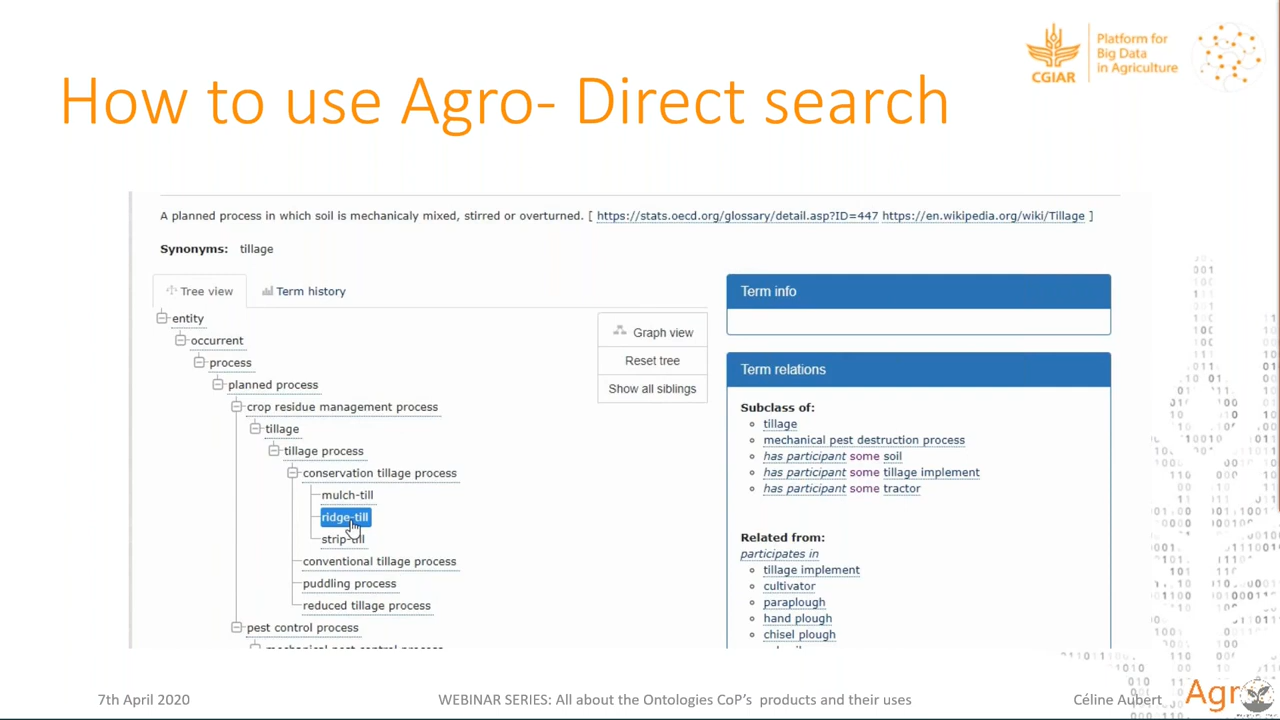 CGIAR
Platform for
Big Data
in Agriculture
How to use Agro- Direct search
A planned process in which soil is mechanicaly mixed, stirred or overturned. [ https://stats.oecd.org/glossary/detail.asp?ID=447 https://en.wikipedia.org/wiki/Tillage ]
Synonyms: tillage
Tree view
Term history
entity
occurrent
process
planned process
crop residue management process
tillage
tillage process
conservation tillage process
mulch-till
ridge-till
strip-till
conventional tillage process
puddling process
reduced tillage process
pest control process
mechanical pest control process
Graph view
Reset tree
Show all siblings
Term info
Term relations
Subclass of:
tillage
mechanical pest destruction process
has participant some soil
has participant some tillage implement
has participant some tractor
Related from:
participates in
tillage implement
cultivator
paraplough
hand plough
chisel plough
7th April 2020
WEBINAR SERIES: All about the Ontologies CoP's products and their uses
Céline Aubert
Agr